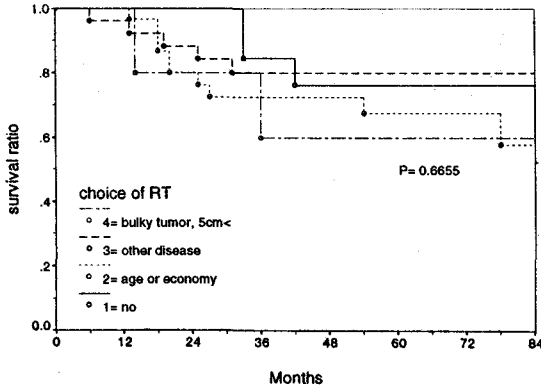 1.0
.8
.6
.4
.2
0.0
survival ratio
P= 0.6655
choice of RT
4= bulky tumor, 5cm<
3= other disease
2= age or economy
1= no
0 12 24 36 48 60 72 84
Months